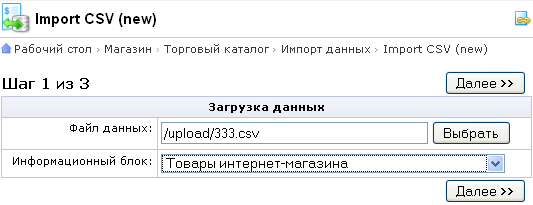 Import CSV (new)
Рабочий стол › Магазин › Торговый каталог › Импорт данных › Import CSV (new)
Шаг 1 из 3 Далее >>
Загрузка данных
Файл данных: /upload/333.csv Выбрать
Информационный блок: Товары интернет-магазина
Далее >>